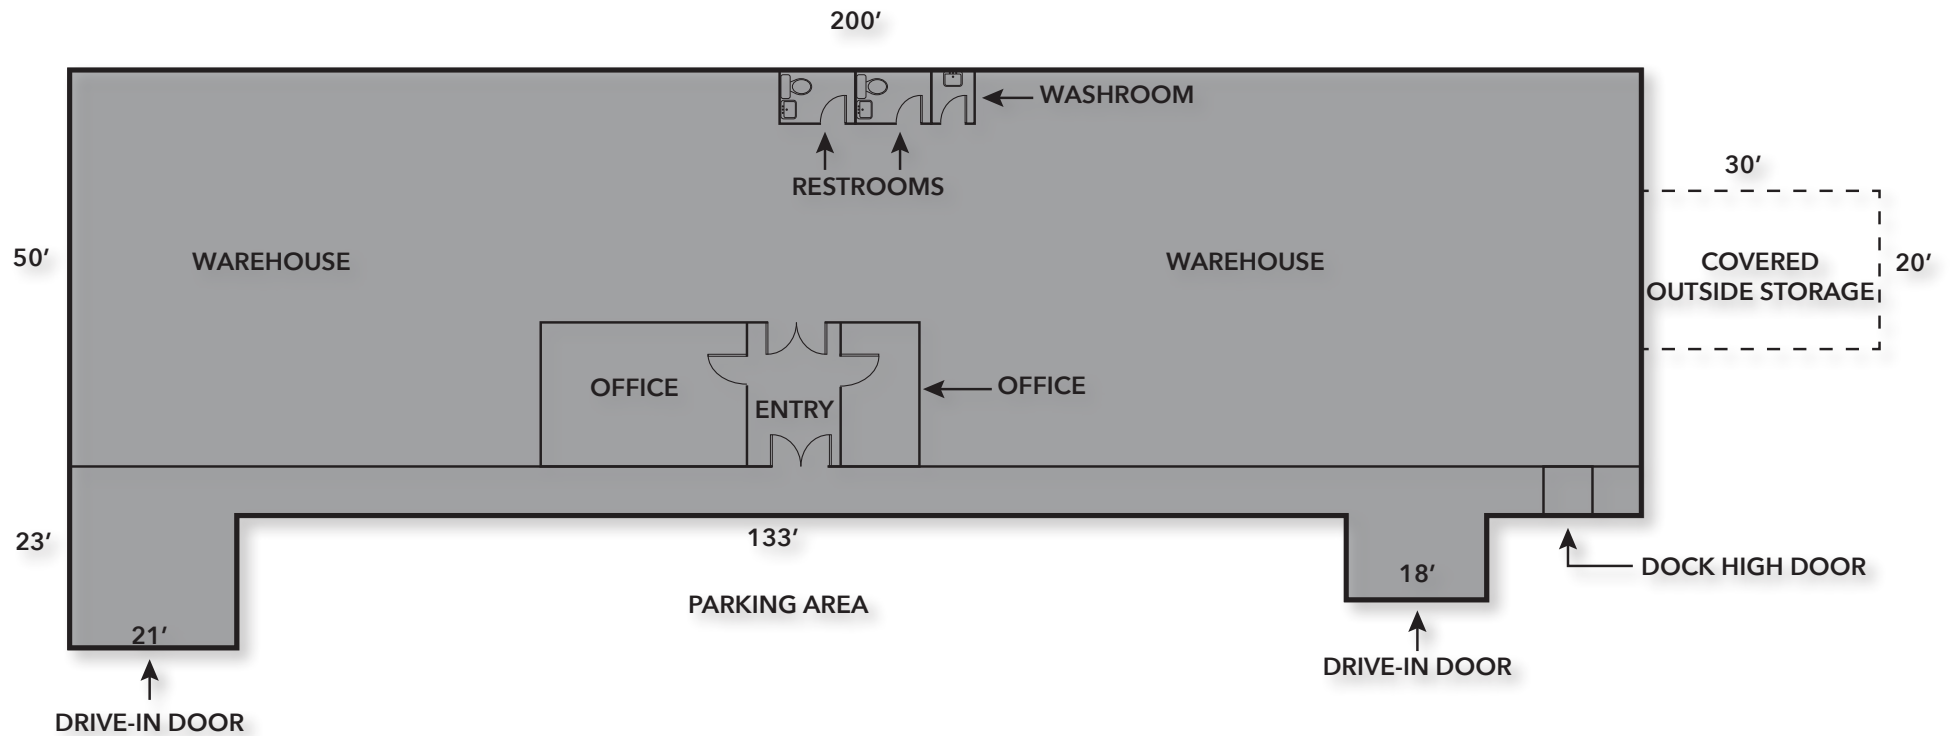 200′
WASHROOM
30′
RESTROOMS
50′
WAREHOUSE
WAREHOUSE
COVERED
OUTSIDE STORAGE
20′
OFFICE
ENTRY
OFFICE
23′
133′
18′
DOCK HIGH DOOR
PARKING AREA
21′
DRIVE-IN DOOR
DRIVE-IN DOOR